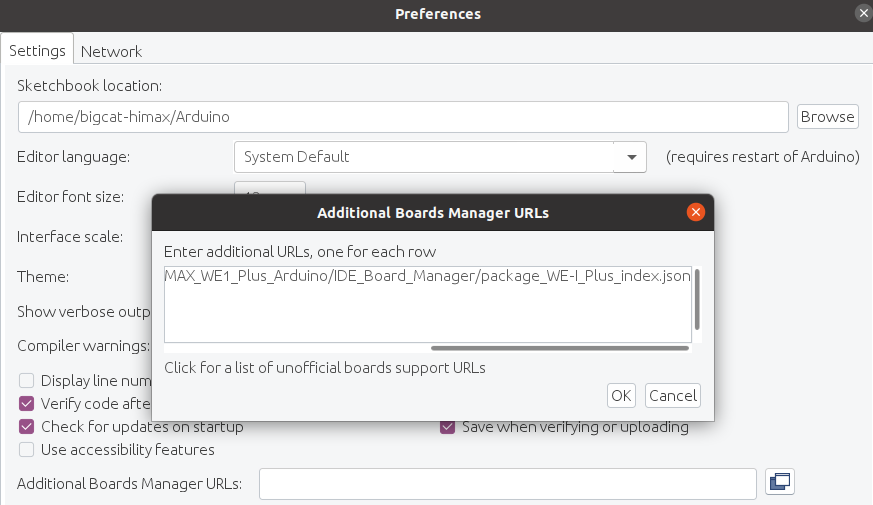 Preferences
Settings
Network
Sketchbook location:
/home/bigcat-himax/Arduino
Browse
Editor language:
System Default
(requires restart of Arduino)
Editor font size:
Interface scale:
Theme:
Show verbose outp
Compiler warnings:
Additional Boards Manager URLs
Enter additional URLs, one for each row
MAX_WE1_Plus_Arduino/IDE_Board_Manager/package_WE-I_Plus_index.json
Click for a list of unofficial boards support URLs
OK
Cancel
Display line num
Verify code afte
Check for updates on startup
Save when verifying or uploading
Use accessibility features
Additional Boards Manager URLs: